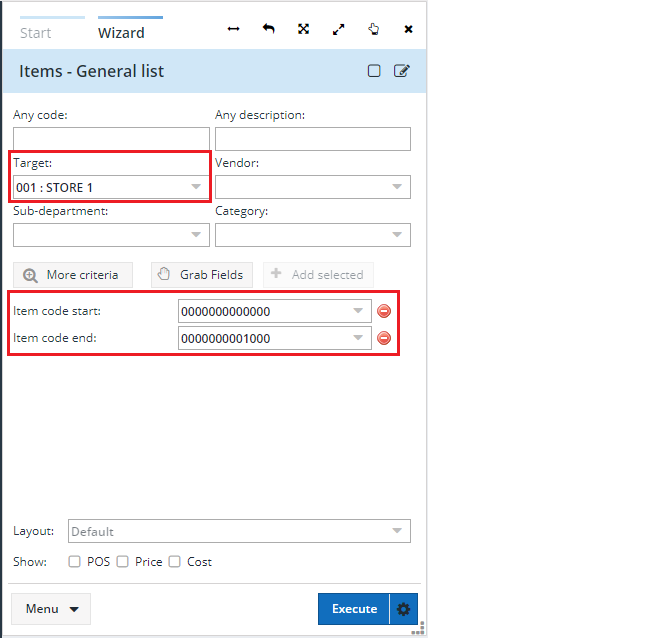 Start Wizard
Items - General list
Any code: Any description:
Target: Vendor:
001 : STORE 1
Sub-department: Category:
More criteria Grab Fields Add selected
Item code start: 0000000000000
Item code end: 0000000001000
Layout: Default
Show: POS Price Cost
Menu Execute